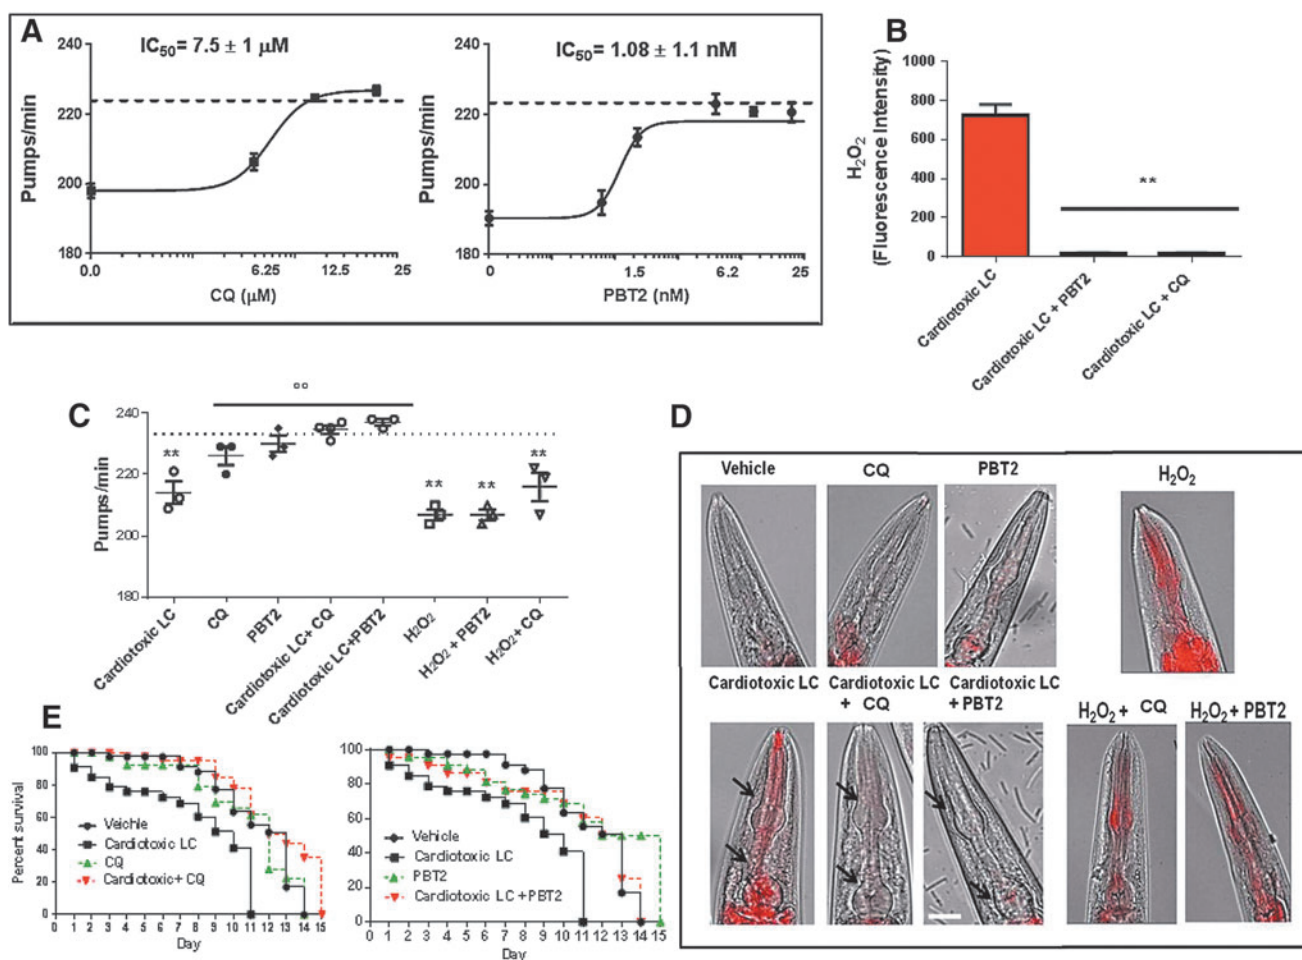 A
IC50= 7.5 ± 1 µM
240
220
200
180
Pumps/min
0.0 6.25 12.5 25
CQ (µM)
IC50= 1.08 ± 1.1 nM
240
220
200
180
Pumps/min
0 1.5 6.2 25
PBT2 (nM)
B
1000
800
600
400
200
0
H2O2
(Fluorescence Intensity)
**
Cardiotoxic LC
Cardiotoxic LC + PBT2
Cardiotoxic LC + CQ
C
240
220
200
180
Pumps/min
**
°°
**
**
**
Cardiotoxic LC
CQ
PBT2
Cardiotoxic LC+ CQ
Cardiotoxic LC+PBT2
H2O2
H2O2 + PBT2
H2O2+ CQ
D
Vehicle CQ PBT2 H2O2
Cardiotoxic LC
Cardiotoxic LC
+ CQ
Cardiotoxic LC
+ PBT2
H2O2 + CQ
H2O2 + PBT2
E
100
80
60
40
20
0
Percent survival
Veichle
Cardiotoxic LC
CQ
Cardiotoxic+ CQ
1 2 3 4 5 6 7 8 9 10 11 12 13 14 15
Day
100
80
60
40
20
0
Vehicle
Cardiotoxic LC
PBT2
Cardiotoxic LC +PBT2
0 1 2 3 4 5 6 7 8 9 10 11 12 13 14 15
Day